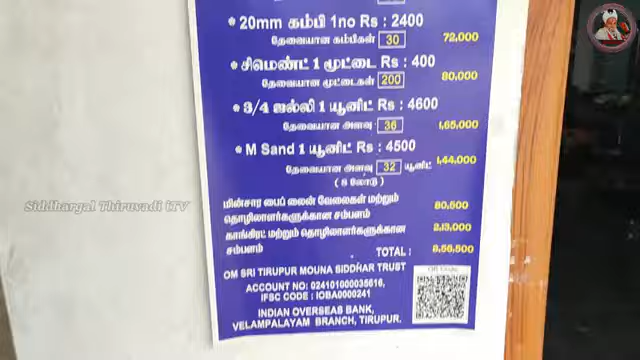 * 20mm கம்பி 1no Rs : 2400
தேவையான கம்பிகள் 30 72,000
* சிமெண்ட் 1 மூட்டை Rs : 400
தேவையான மூட்டைகள் 200 80,000
* 3/4 ஜல்லி 1 யூனிட் Rs : 4600
தேவையான அளவு : 36 1,65,000
* M Sand 1 யூனிட் Rs : 4500
தேவையான அளவு 32 யூனிட் 1,44,000
( 8 லோடு )
மின்சார பைப் லைன் வேலைகள் மற்றும்
தொழிலாளர்களுக்கான சம்பளம் 80,500
காங்கிரீட் மற்றும் தொழிலாளர்களுக்கான
சம்பளம் 2,13,000
TOTAL : 8,56,500
OM SRI TIRUPUR MOUNA SIDDHAR TRUST
ACCOUNT NO: 024101000035616,
IFSC CODE : IOBA0000241
INDIAN OVERSEAS BANK,
VELAMPALAYAM BRANCH, TIRUPUR.
Siddhargal Thiruvadi tTV